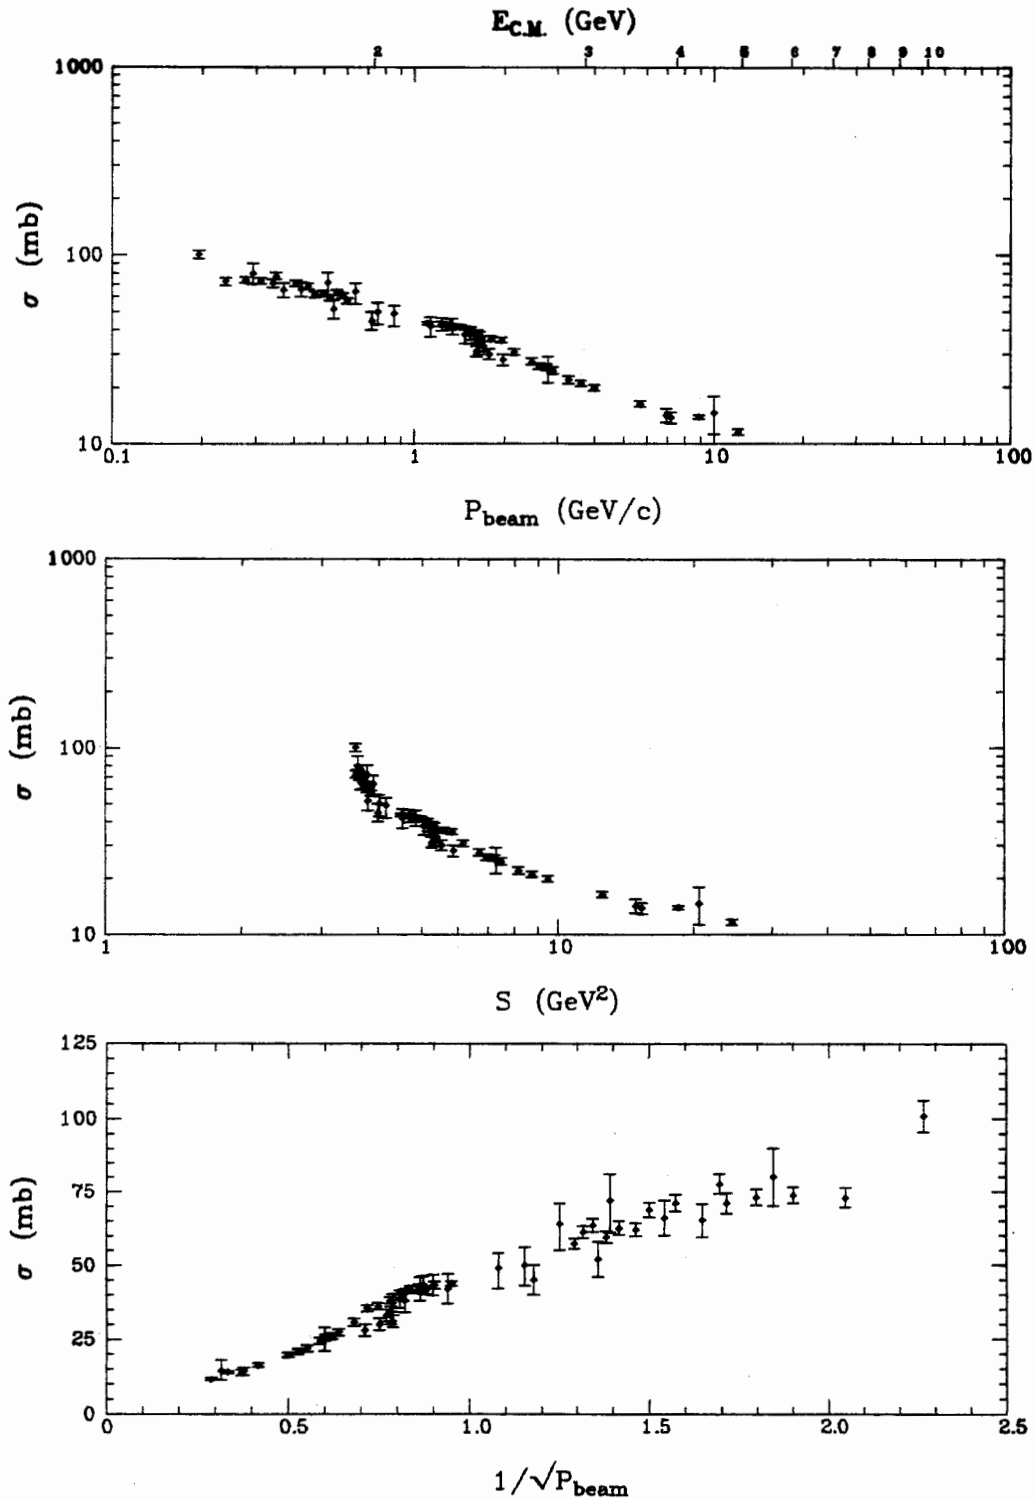 E_C.M. (GeV)
2 3 4 5 6 7 8 9 10
1000
100
10
σ (mb)
0.1 1 10 100
P_beam (GeV/c)
1000
100
10
σ (mb)
1 10 100
S (GeV²)
125
100
75
50
25
0
σ (mb)
0 0.5 1.0 1.5 2.0 2.5
1/√P_beam